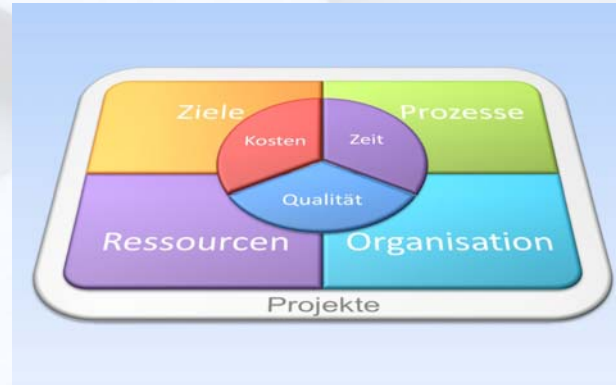 Ziele
Prozesse
Kosten
Zeit
Qualität
Ressourcen
Organisation
Projekte